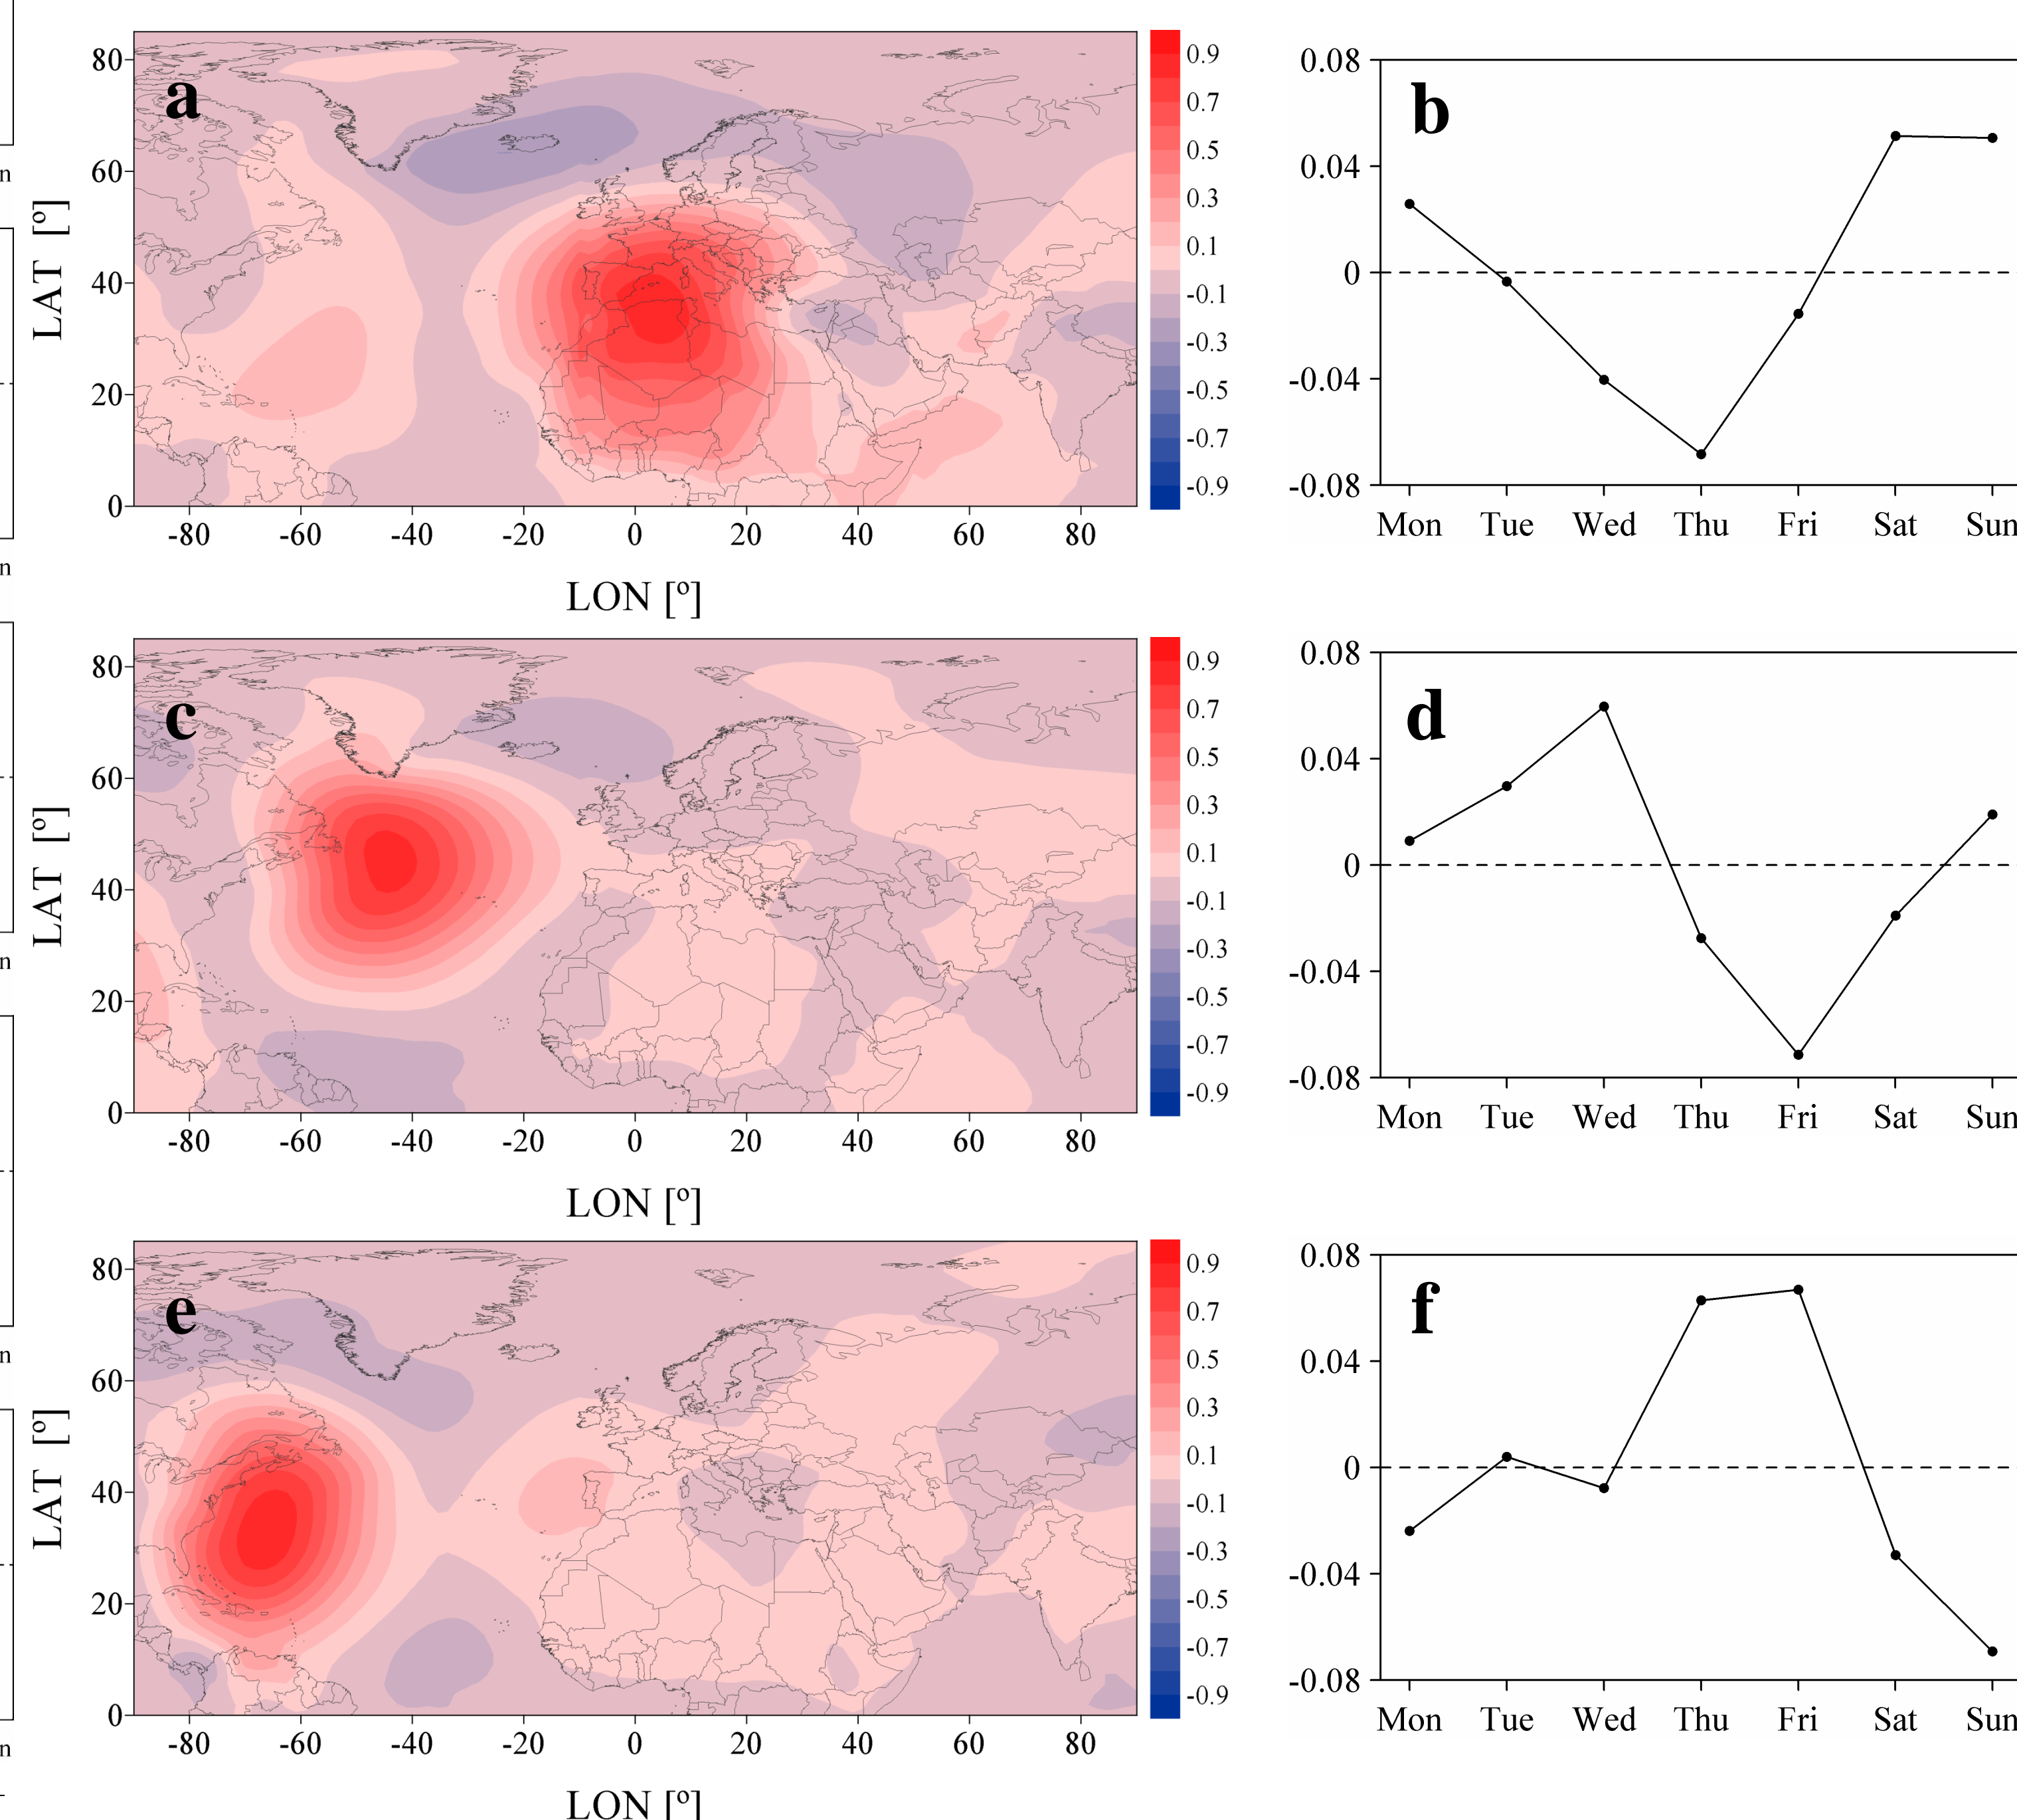 a
80
60
40
20
0
LAT [º]
-80 -60 -40 -20 0 20 40 60 80
LON [º]
0.9
0.7
0.5
0.3
0.1
-0.1
-0.3
-0.5
-0.7
-0.9
b
0.08
0.04
0
-0.04
-0.08
Mon Tue Wed Thu Fri Sat Sun
n
n
c
80
60
40
20
0
LAT [º]
-80 -60 -40 -20 0 20 40 60 80
LON [º]
0.9
0.7
0.5
0.3
0.1
-0.1
-0.3
-0.5
-0.7
-0.9
d
0.08
0.04
0
-0.04
-0.08
Mon Tue Wed Thu Fri Sat Sun
n
e
80
60
40
20
0
LAT [º]
-80 -60 -40 -20 0 20 40 60 80
LON [º]
0.9
0.7
0.5
0.3
0.1
-0.1
-0.3
-0.5
-0.7
-0.9
f
0.08
0.04
0
-0.04
-0.08
Mon Tue Wed Thu Fri Sat Sun
n
n